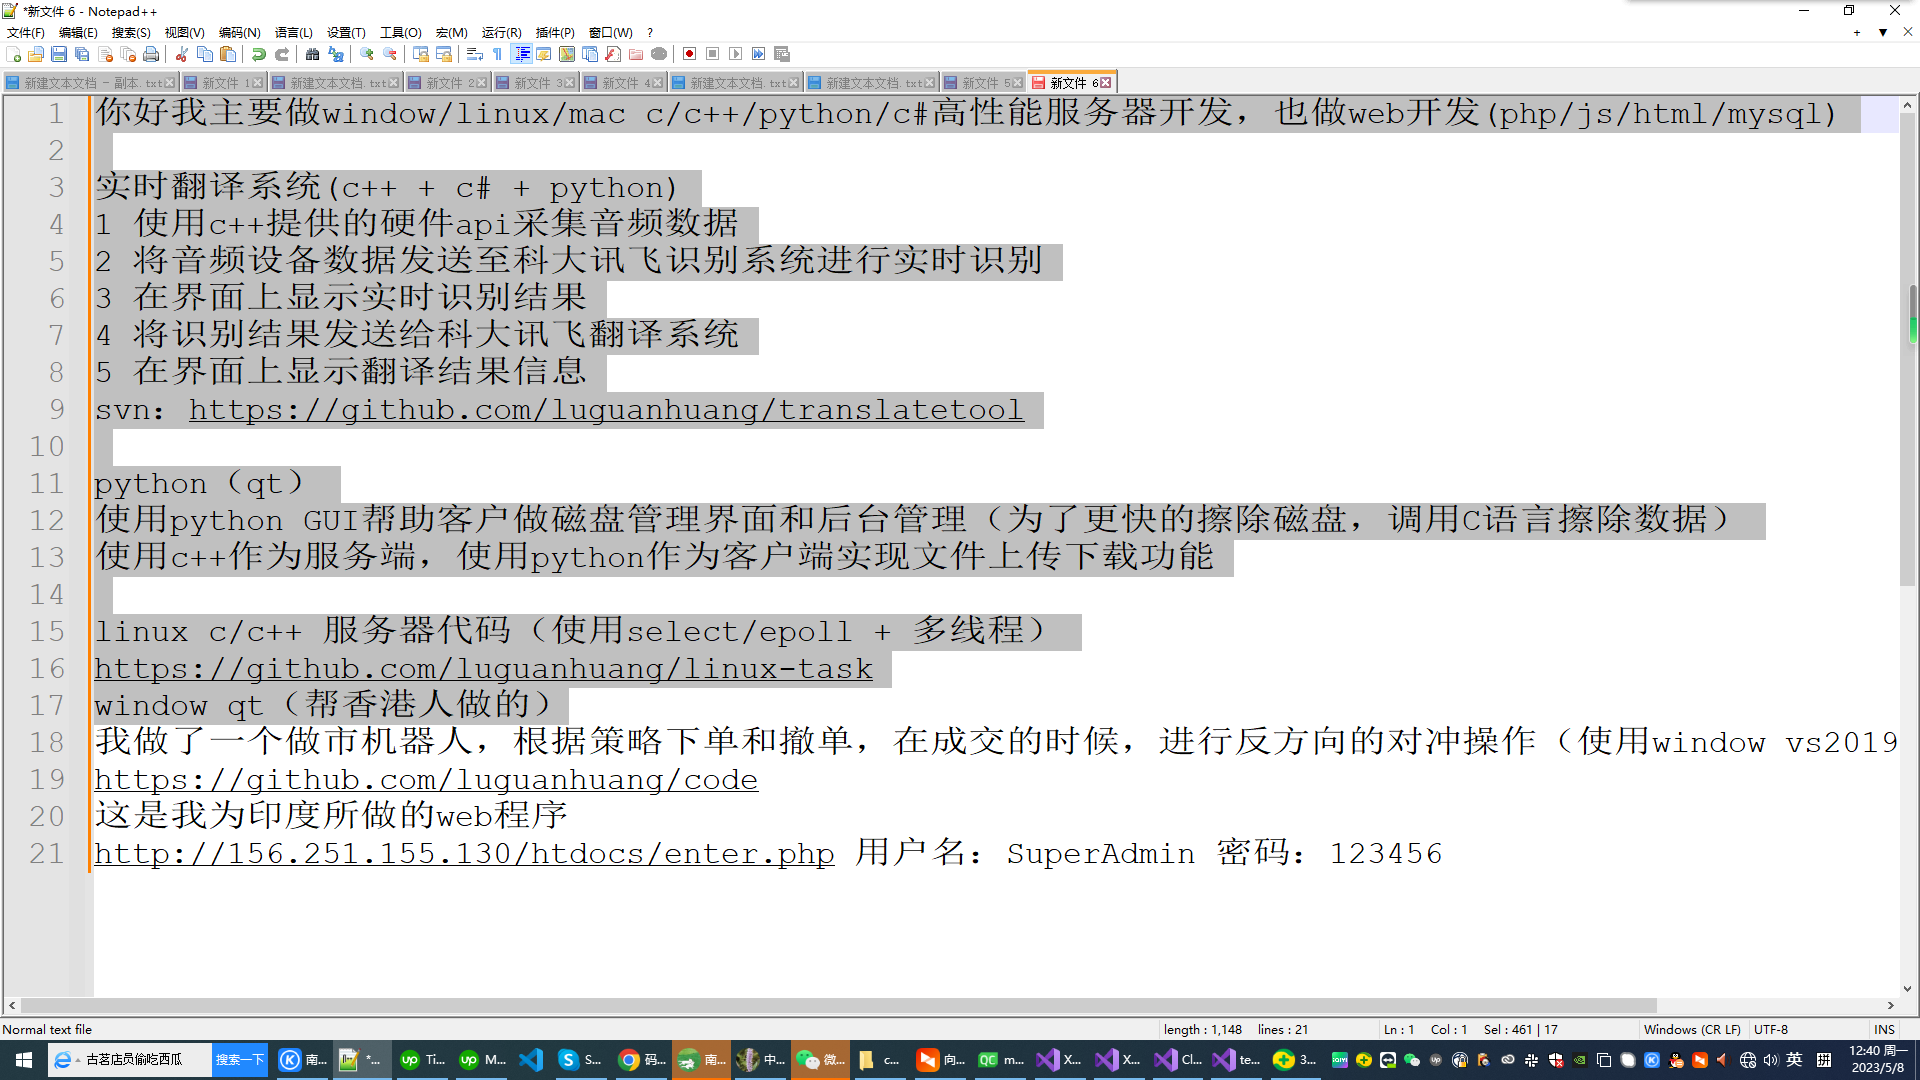 *新文件 6 - Notepad++
文件(F) 编辑(E) 搜索(S) 视图(V) 编码(N) 语言(L) 设置(T) 工具(O) 宏(M) 运行(R) 插件(P) 窗口(W) ?
新建文本文档 - 副本.txt 新文件 1 新建文本文档.txt 新文件 2 新文件 3 新文件 4 新建文本文档.txt 新建文本文档.txt 新文件 5 新文件 6
1 你好我主要做window/linux/mac c/c++/python/c#高性能服务器开发，也做web开发(php/js/html/mysql)
2
3 实时翻译系统(c++ + c# + python)
4 1 使用c++提供的硬件api采集音频数据
5 2 将音频设备数据发送至科大讯飞识别系统进行实时识别
6 3 在界面上显示实时识别结果
7 4 将识别结果发送给科大讯飞翻译系统
8 5 在界面上显示翻译结果信息
9 svn：https://github.com/luguanhuang/translatetool
10
11 python（qt）
12 使用python GUI帮助客户做磁盘管理界面和后台管理（为了更快的擦除磁盘，调用C语言擦除数据）
13 使用c++作为服务端，使用python作为客户端实现文件上传下载功能
14
15 linux c/c++ 服务器代码（使用select/epoll + 多线程）
16 https://github.com/luguanhuang/linux-task
17 window qt（帮香港人做的）
18 我做了一个做市机器人，根据策略下单和撤单，在成交的时候，进行反方向的对冲操作（使用window vs2019
19 https://github.com/luguanhuang/code
20 这是我为印度所做的web程序
21 http://156.251.155.130/htdocs/enter.php 用户名：SuperAdmin 密码：123456
Normal text file length : 1,148 lines : 21 Ln : 1 Col : 1 Sel : 461 | 17 Windows (CR LF) UTF-8 INS
古茗店员偷吃西瓜 搜索一下 南... *... Ti... M... S... 码... 南... 中... 微... c... 向... m... X... X... Cl... te... 3... 英 拼 12:40 周一
2023/5/8